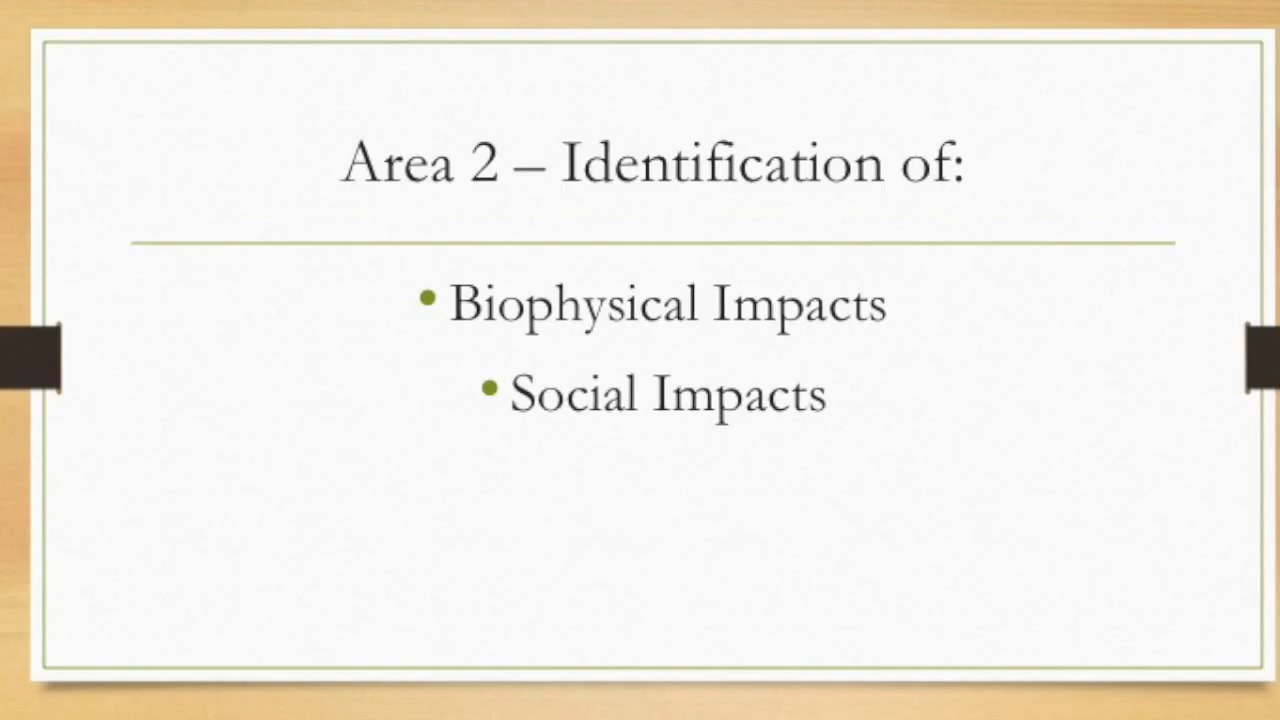 Area 2 – Identification of:
• Biophysical Impacts
• Social Impacts